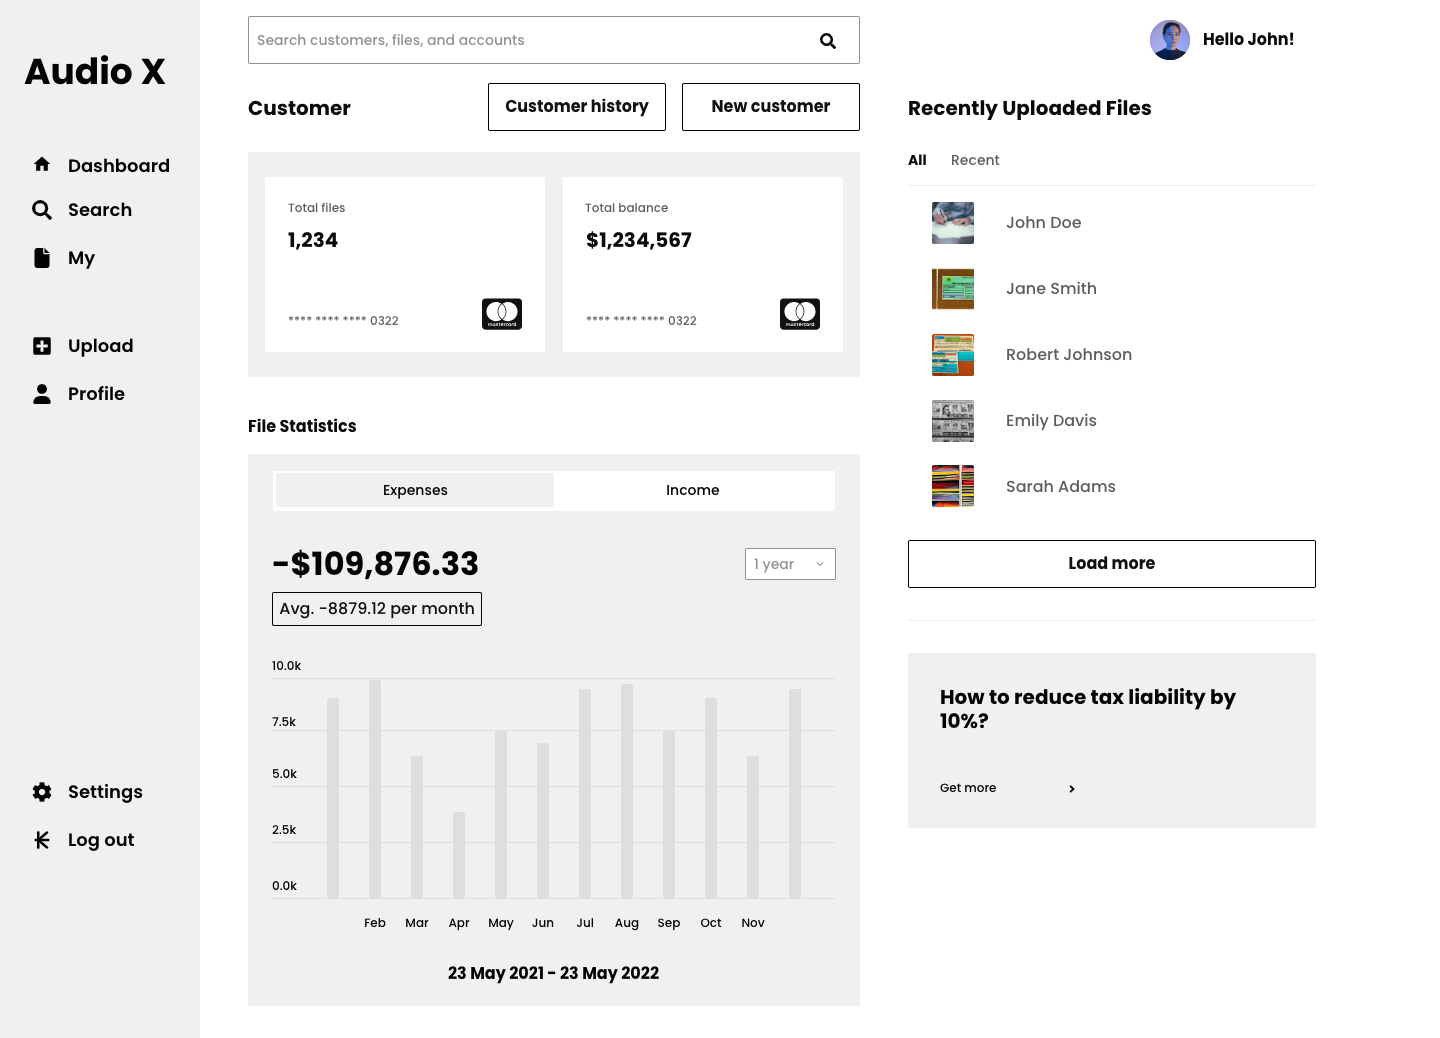 Audio X
Dashboard
Search
My
Upload
Profile
Settings
Log out
Search customers, files, and accounts
Hello John!
Customer
Customer history
New customer
Total files
1,234
**** **** **** 0322
mastercard
Total balance
$1,234,567
**** **** **** 0322
mastercard
File Statistics
Expenses
Income
-$109,876.33
1 year
Avg. -8879.12 per month
10.0k
7.5k
5.0k
2.5k
0.0k
Feb Mar Apr May Jun Jul Aug Sep Oct Nov
23 May 2021 - 23 May 2022
Recently Uploaded Files
All Recent
John Doe
Jane Smith
Robert Johnson
Emily Davis
Sarah Adams
Load more
How to reduce tax liability by
10%?
Get more